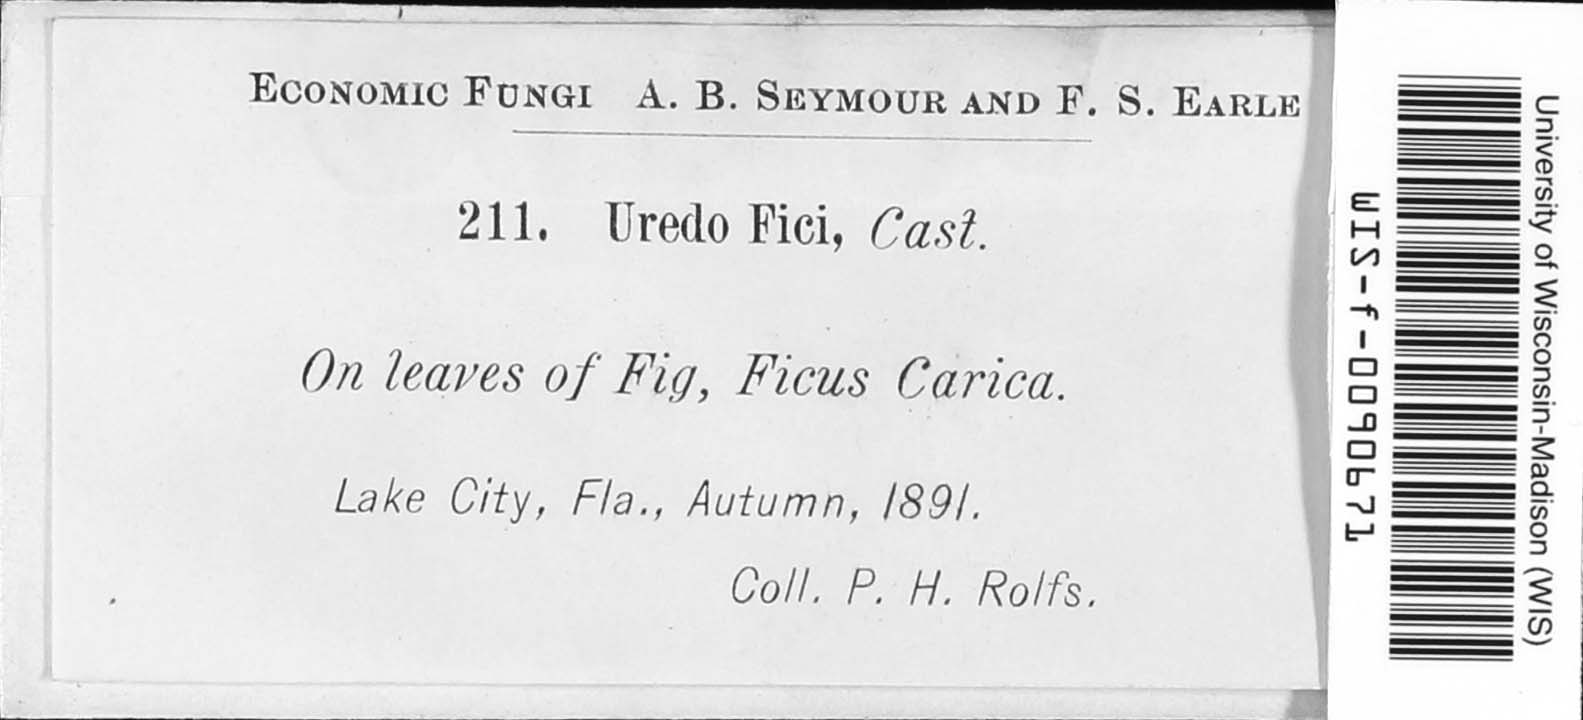 ECONOMIC FUNGI A. B. SEYMOUR AND F. S. EARLE
211. Uredo Fici, Cast.
On leaves of Fig, Ficus Carica.
Lake City, Fla., Autumn, 1891.
Coll. P. H. Rolfs.
WIS-f-0090671
University of Wisconsin-Madison (WIS)